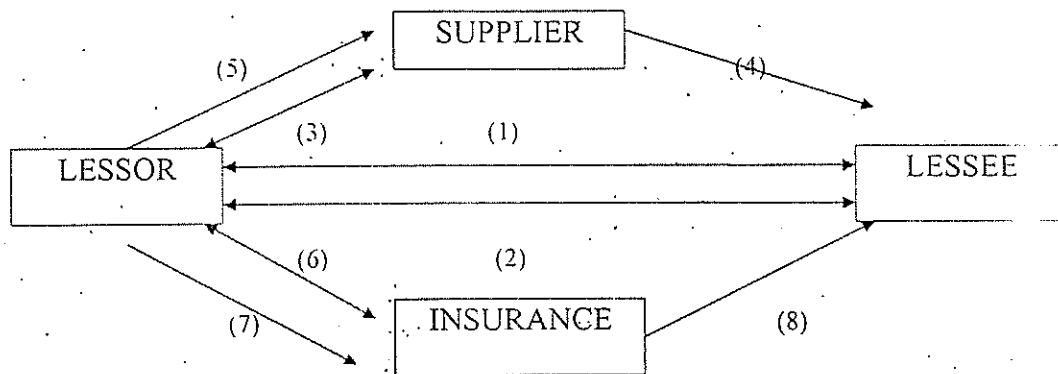 SUPPLIER
(5)
(4)
(3)
(1)
LESSOR
LESSEE
(6)
(2)
INSURANCE
(7)
(8)